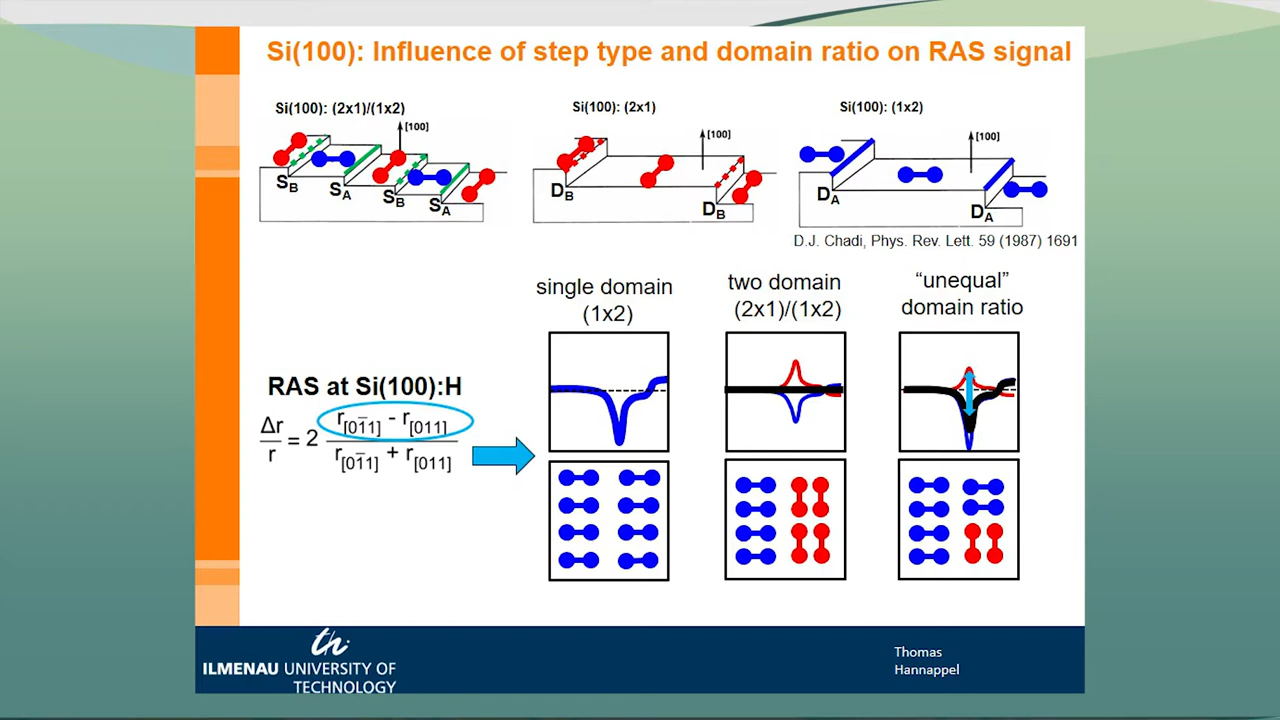 Si(100): Influence of step type and domain ratio on RAS signal
Si(100): (2x1)/(1x2)
[100]
S_B
S_A
S_B
S_A
Si(100): (2x1)
[100]
D_B
D_B
Si(100): (1x2)
[100]
D_A
D_A
D.J. Chadi, Phys. Rev. Lett. 59 (1987) 1691
single domain
(1x2)
two domain
(2x1)/(1x2)
“unequal”
domain ratio
RAS at Si(100):H
Δr/r = 2 (r_[01̄1] - r_[011]) / (r_[01̄1] + r_[011])
th.
ILMENAU UNIVERSITY OF
TECHNOLOGY
Thomas
Hannappel